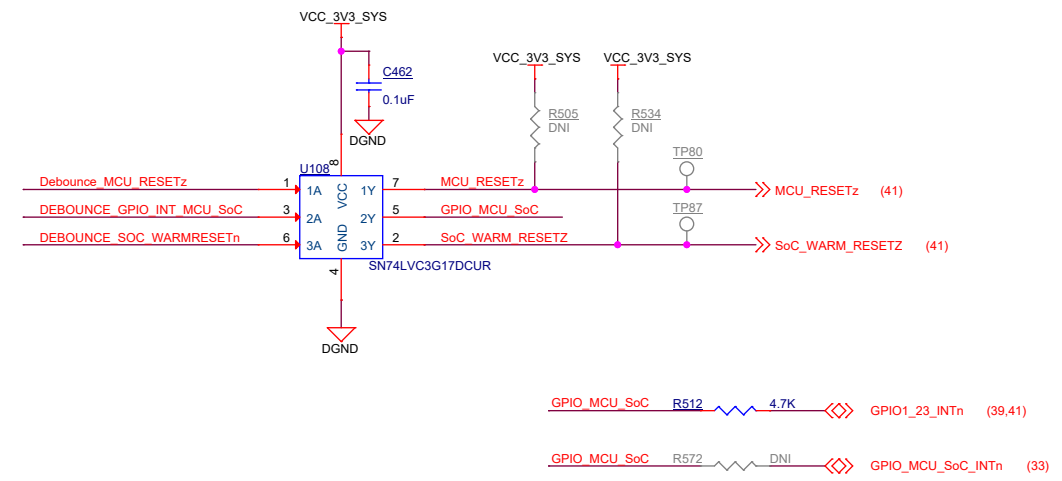 VCC_3V3_SYS
C462
0.1uF
DGND
VCC_3V3_SYS VCC_3V3_SYS
R505
DNI
R534
DNI
TP80
TP87
U108
8
VCC
Debounce_MCU_RESETz 1 1A 1Y 7 MCU_RESETz MCU_RESETz (41)
DEBOUNCE_GPIO_INT_MCU_SoC 3 2A 2Y 5 GPIO_MCU_SoC
DEBOUNCE_SOC_WARMRESETn 6 3A 3Y 2 SoC_WARM_RESETZ SoC_WARM_RESETZ (41)
GND
4
SN74LVC3G17DCUR
DGND
GPIO_MCU_SoC R512 4.7K GPIO1_23_INTn (39,41)
GPIO_MCU_SoC R572 DNI GPIO_MCU_SoC_INTn (33)